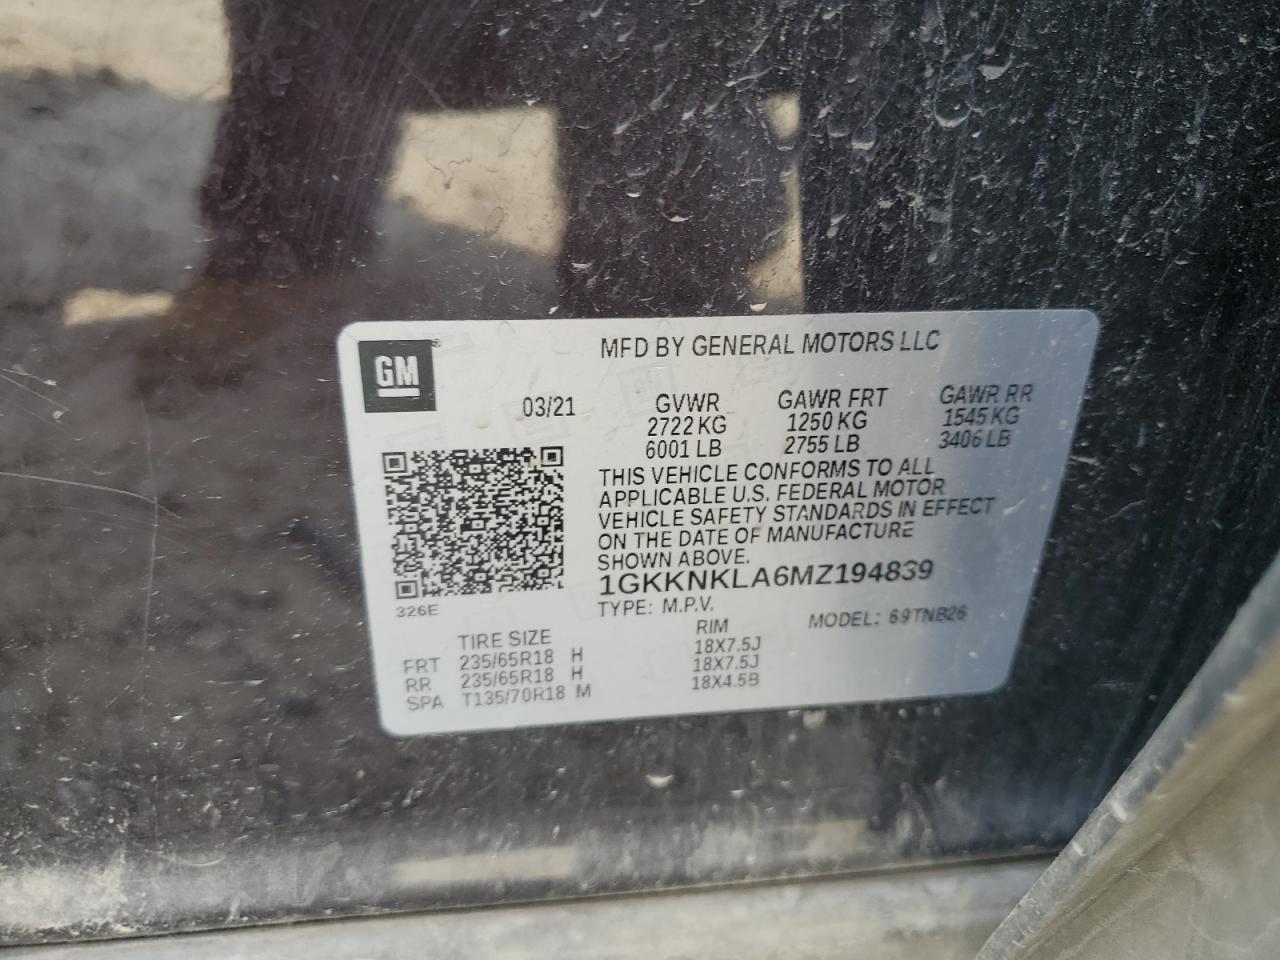 GM®
MFD BY GENERAL MOTORS LLC
03/21
GVWR GAWR FRT GAWR RR
2722 KG 1250 KG 1545 KG
6001 LB 2755 LB 3406 LB
THIS VEHICLE CONFORMS TO ALL
APPLICABLE U.S. FEDERAL MOTOR
VEHICLE SAFETY STANDARDS IN EFFECT
ON THE DATE OF MANUFACTURE
SHOWN ABOVE.
1GKKNKLA6MZ194839
326E
TYPE: M.P.V. MODEL: 69TNB26
TIRE SIZE RIM
FRT 235/65R18 H 18X7.5J
RR 235/65R18 H 18X7.5J
SPA T135/70R18 M 18X4.5B